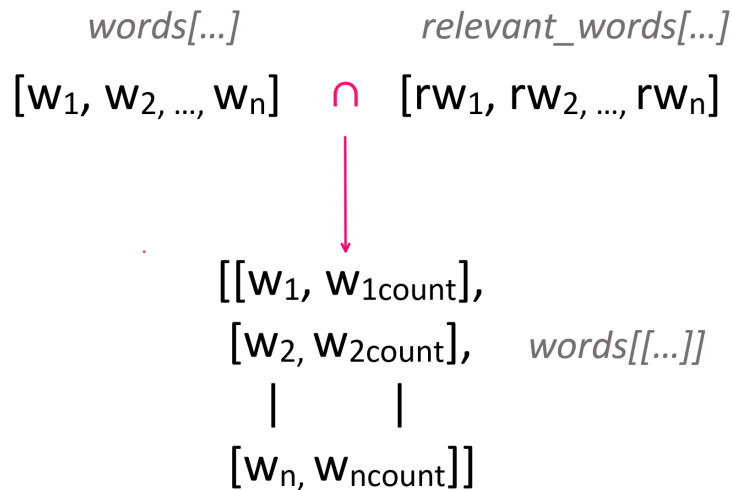 words[...] relevant_words[...]
[w₁, w₂, ..., wₙ] ∩ [rw₁, rw₂, ..., rwₙ]
[[w₁, w₁count],
[w₂, w₂count], words[[...]]
| |
[wₙ, wₙcount]]